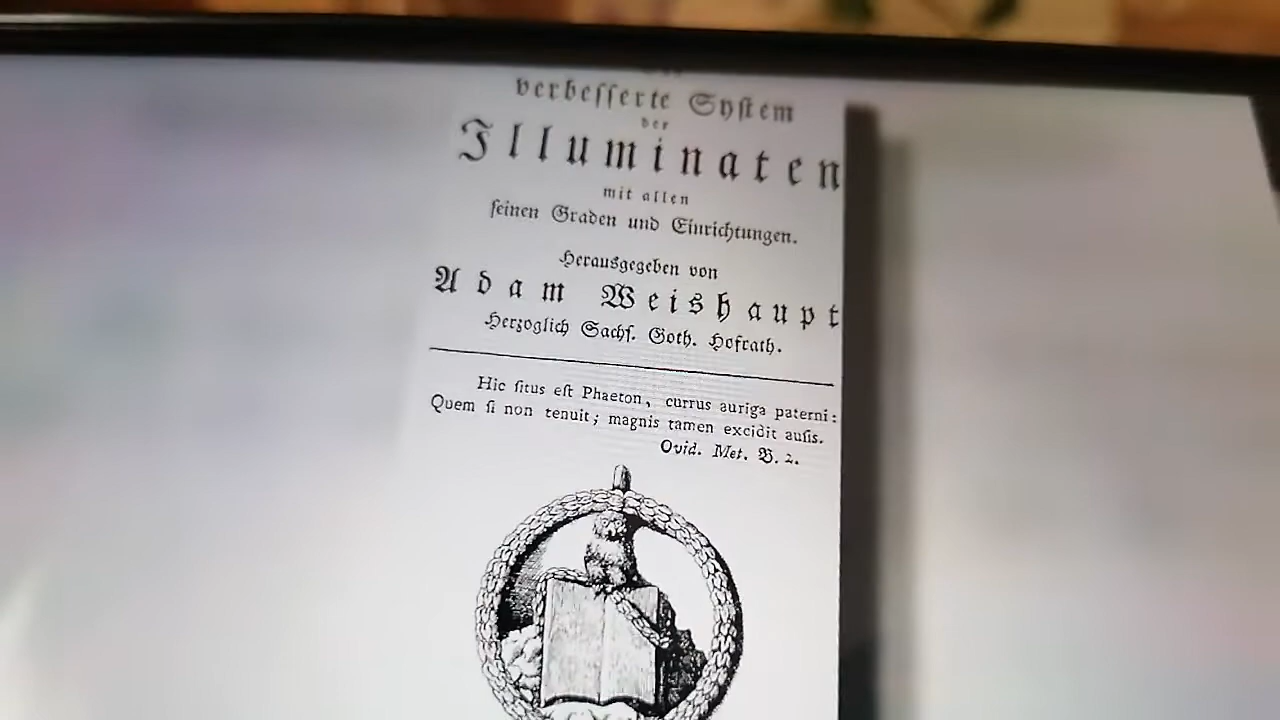 verbesserte System
der
Illuminaten
mit allen
seinen Graden und Einrichtungen.
Herausgegeben von
Adam Weishaupt
Herzoglich Sachs. Goth. Hofrath.
Hic ſitus eſt Phaeton, currus auriga paterni:
Quem ſi non tenuit; magnis tamen excidit auſis.
Ovid. Met. B. 2.